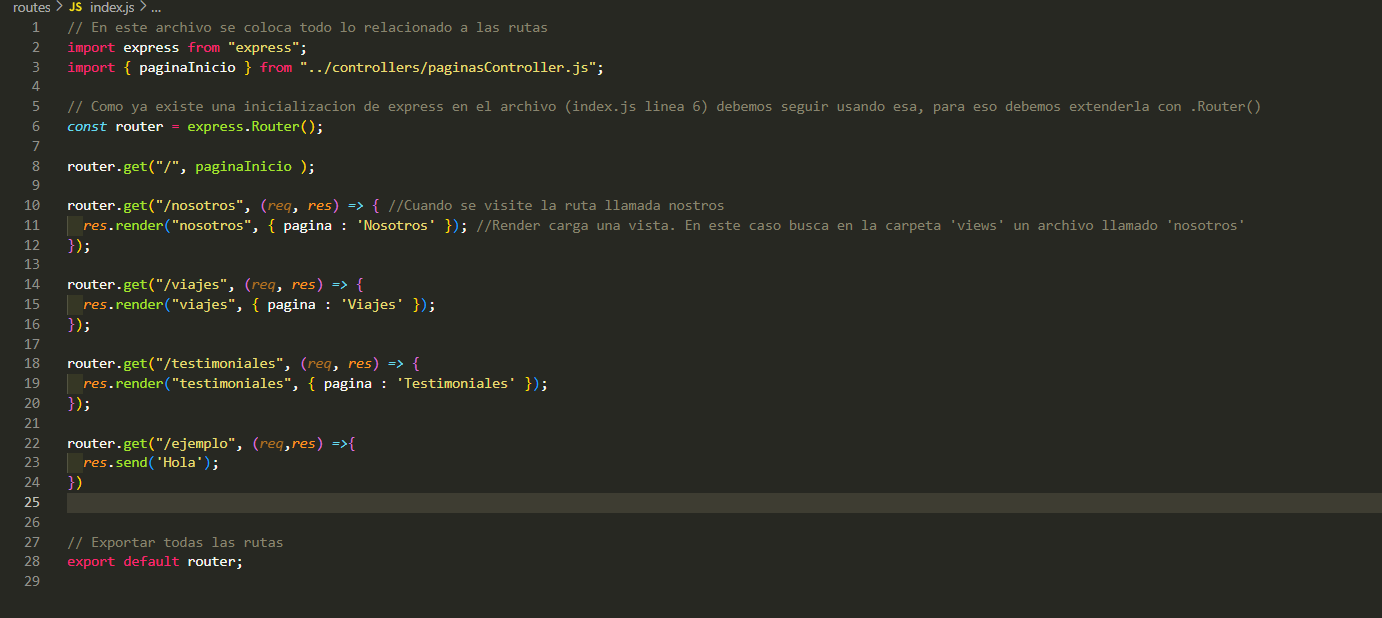 routes > JS index.js > ...
1 // En este archivo se coloca todo lo relacionado a las rutas
2 import express from "express";
3 import { paginaInicio } from "../controllers/paginasController.js";
4
5 // Como ya existe una inicializacion de express en el archivo (index.js linea 6) debemos seguir usando esa, para eso debemos extenderla con .Router()
6 const router = express.Router();
7
8 router.get("/", paginaInicio );
9
10 router.get("/nosotros", (req, res) => { //Cuando se visite la ruta llamada nostros
11   res.render("nosotros", { pagina : 'Nosotros' }); //Render carga una vista. En este caso busca en la carpeta 'views' un archivo llamado 'nosotros'
12 });
13
14 router.get("/viajes", (req, res) => {
15   res.render("viajes", { pagina : 'Viajes' });
16 });
17
18 router.get("/testimoniales", (req, res) => {
19   res.render("testimoniales", { pagina : 'Testimoniales' });
20 });
21
22 router.get("/ejemplo", (req,res) =>{
23   res.send('Hola');
24 })
25
26
27 // Exportar todas las rutas
28 export default router;
29